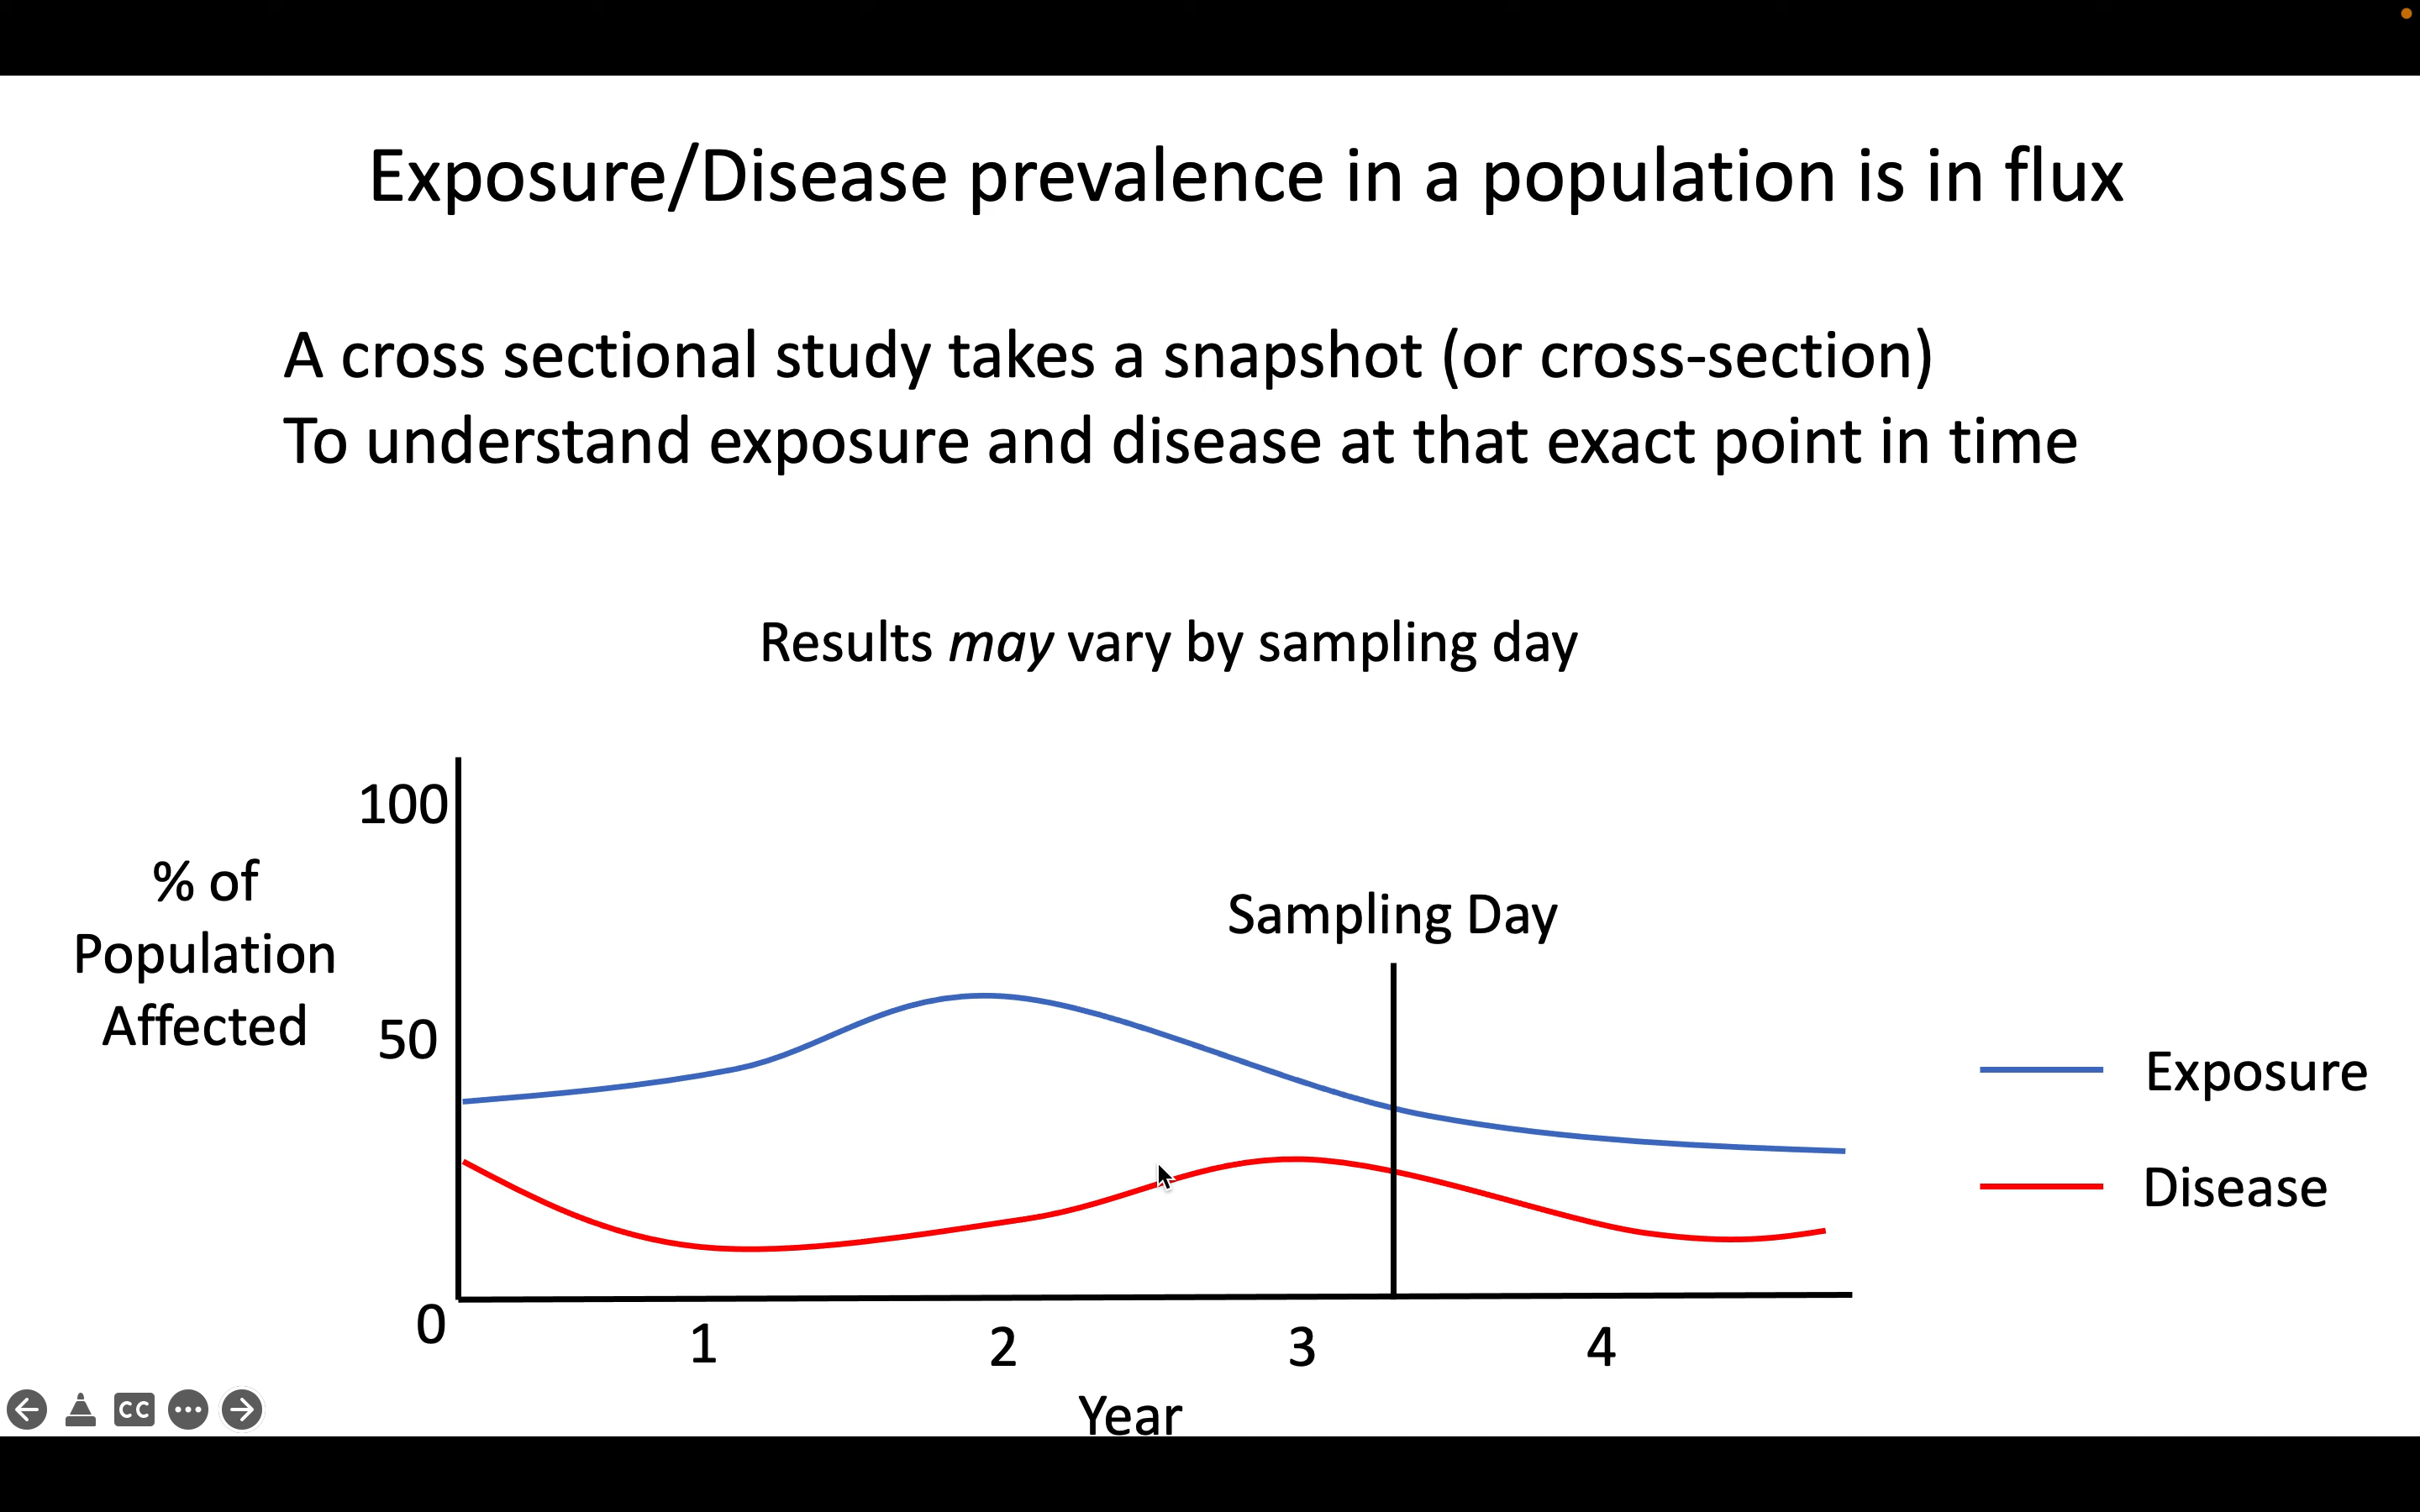 Exposure/Disease prevalence in a population is in flux
A cross sectional study takes a snapshot (or cross-section)
To understand exposure and disease at that exact point in time
Results may vary by sampling day
100
% of
Population
Affected
50
0
Sampling Day
Exposure
Disease
1 2 3 4
Year
CC